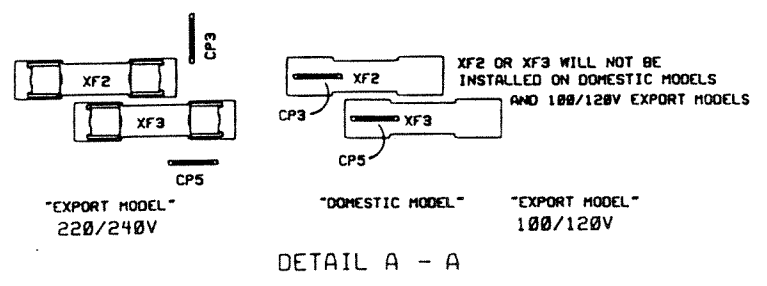 CP3
XF2
XF3
CP5
XF2
CP3
XF3
CP5
XF2 OR XF3 WILL NOT BE
INSTALLED ON DOMESTIC MODELS
AND 100/120V EXPORT MODELS
"EXPORT MODEL"
220/240V
"DOMESTIC MODEL"
"EXPORT MODEL"
100/120V
DETAIL A - A